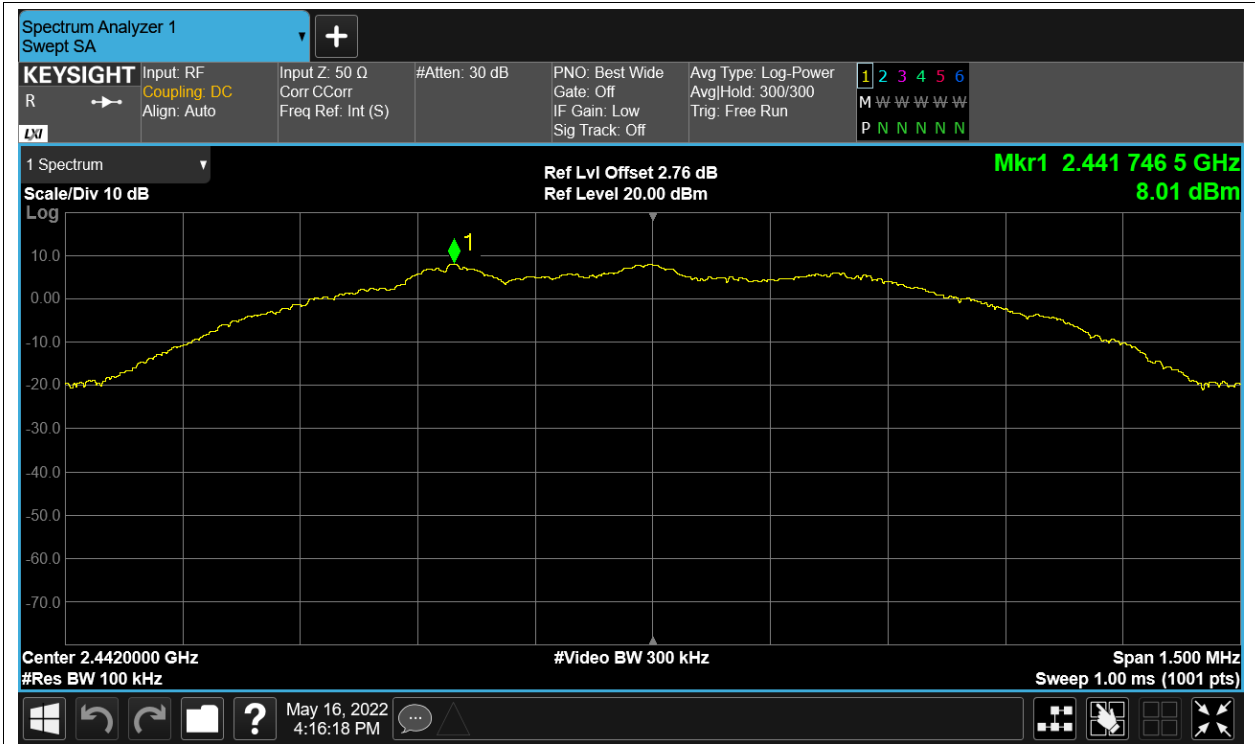 Spectrum Analyzer 1
Swept SA
KEYSIGHT
R
LXI
Input: RF
Coupling: DC
Align: Auto
Input Z: 50 Ω
Corr CCorr
Freq Ref: Int (S)
#Atten: 30 dB
PNO: Best Wide
Gate: Off
IF Gain: Low
Sig Track: Off
Avg Type: Log-Power
Avg|Hold: 300/300
Trig: Free Run
1 2 3 4 5 6
M W W W W W
P N N N N N
1 Spectrum
Scale/Div 10 dB
Log
Ref Lvl Offset 2.76 dB
Ref Level 20.00 dBm
Mkr1 2.441 746 5 GHz
8.01 dBm
1
10.0
0.00
-10.0
-20.0
-30.0
-40.0
-50.0
-60.0
-70.0
Center 2.4420000 GHz
#Res BW 100 kHz
#Video BW 300 kHz
Span 1.500 MHz
Sweep 1.00 ms (1001 pts)
?
May 16, 2022
4:16:18 PM